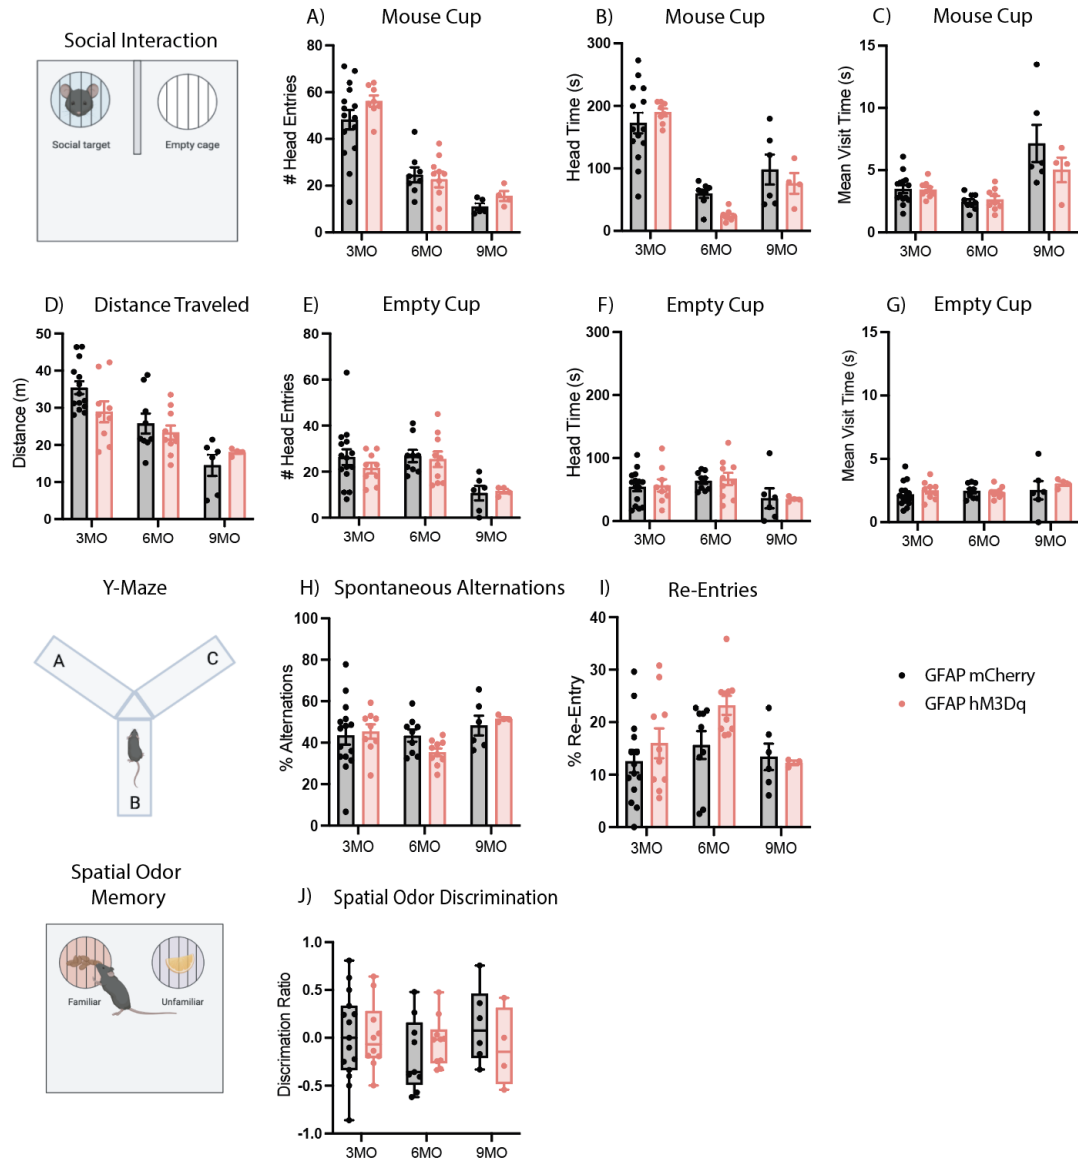 Social Interaction
Social target
Empty cage
A) Mouse Cup
# Head Entries
80
60
40
20
0
3MO 6MO 9MO
B) Mouse Cup
Head Time (s)
300
200
100
0
3MO 6MO 9MO
C) Mouse Cup
Mean Visit Time (s)
15
10
5
0
3MO 6MO 9MO
D) Distance Traveled
Distance (m)
50
40
30
20
10
0
3MO 6MO 9MO
E) Empty Cup
# Head Entries
80
60
40
20
0
3MO 6MO 9MO
F) Empty Cup
Head Time (s)
300
200
100
0
3MO 6MO 9MO
G) Empty Cup
Mean Visit Time (s)
15
10
5
0
3MO 6MO 9MO
Y-Maze
A
C
B
H) Spontaneous Alternations
% Alternations
100
80
60
40
20
0
3MO 6MO 9MO
I) Re-Entries
% Re-Entry
40
30
20
10
0
3MO 6MO 9MO
GFAP mCherry
GFAP hM3Dq
Spatial Odor
Memory
Familiar
Unfamiliar
J) Spatial Odor Discrimination
Discrimation Ratio
1.0
0.5
0.0
-0.5
-1.0
3MO 6MO 9MO